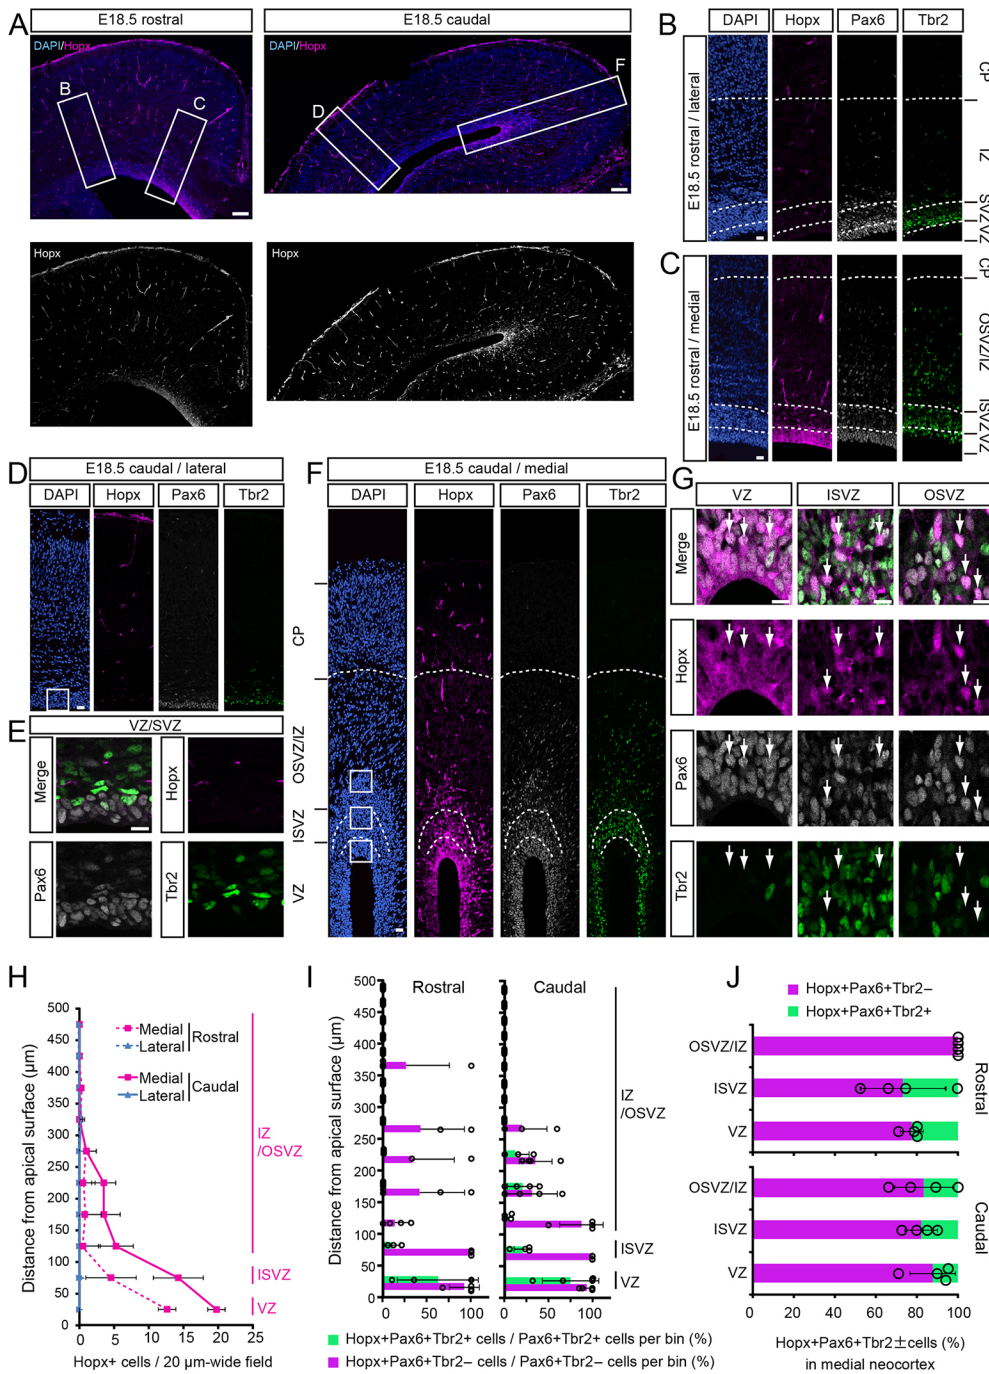 A
E18.5 rostral
E18.5 caudal
DAPI/Hopx
DAPI/Hopx
B
C
D
F
Hopx
Hopx
B
DAPI
Hopx
Pax6
Tbr2
E18.5 rostral / lateral
CP
IZ
SVZ
VZ
C
E18.5 rostral / medial
CP
OSVZ/IZ
ISVZ
VZ
D
E18.5 caudal / lateral
DAPI
Hopx
Pax6
Tbr2
E
VZ/SVZ
Merge
Hopx
Pax6
Tbr2
F
E18.5 caudal / medial
DAPI
Hopx
Pax6
Tbr2
CP
OSVZ/IZ
ISVZ
VZ
G
VZ
ISVZ
OSVZ
Merge
Hopx
Pax6
Tbr2
H
Distance from apical surface (μm)
500
450
400
350
300
250
200
150
100
50
0
0 5 10 15 20 25
Hopx+ cells / 20 μm-wide field
Medial
Lateral
Rostral
Medial
Lateral
Caudal
IZ
/OSVZ
ISVZ
VZ
I
Rostral
Caudal
Distance from apical surface (μm)
500
450
400
350
300
250
200
150
100
50
0
0 25 50 75 100
0 25 50 75 100
IZ
/OSVZ
ISVZ
VZ
Hopx+Pax6+Tbr2+ cells / Pax6+Tbr2+ cells per bin (%)
Hopx+Pax6+Tbr2− cells / Pax6+Tbr2− cells per bin (%)
J
Hopx+Pax6+Tbr2−
Hopx+Pax6+Tbr2+
OSVZ/IZ
ISVZ
VZ
Rostral
OSVZ/IZ
ISVZ
VZ
Caudal
0 20 40 60 80 100
Hopx+Pax6+Tbr2±cells (%)
in medial neocortex